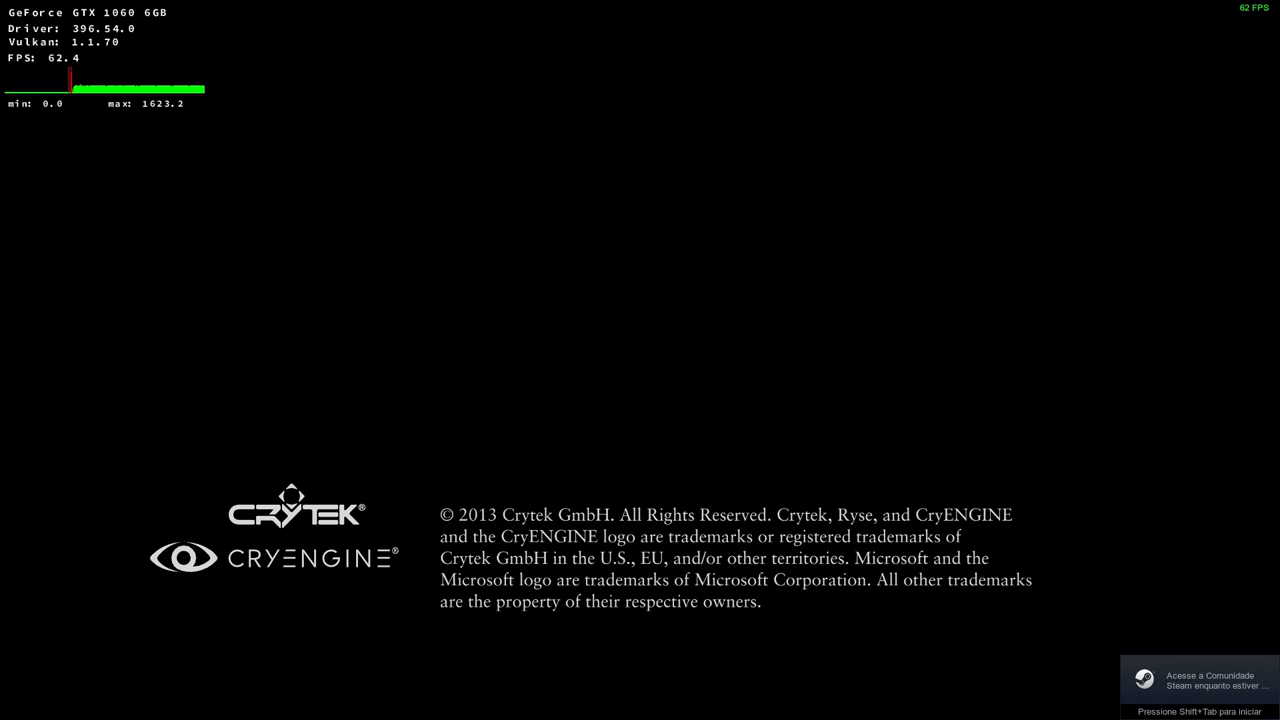 GeForce GTX 1060 6GB
Driver: 396.54.0
Vulkan: 1.1.70
FPS: 62.4
min: 0.0 max: 1623.2
62 FPS
CRYTEK®
CRYENGINE®
© 2013 Crytek GmbH. All Rights Reserved. Crytek, Ryse, and CryENGINE
and the CryENGINE logo are trademarks or registered trademarks of
Crytek GmbH in the U.S., EU, and/or other territories. Microsoft and the
Microsoft logo are trademarks of Microsoft Corporation. All other trademarks
are the property of their respective owners.
Acesse a Comunidade
Steam enquanto estiver ...
Pressione Shift+Tab para iniciar